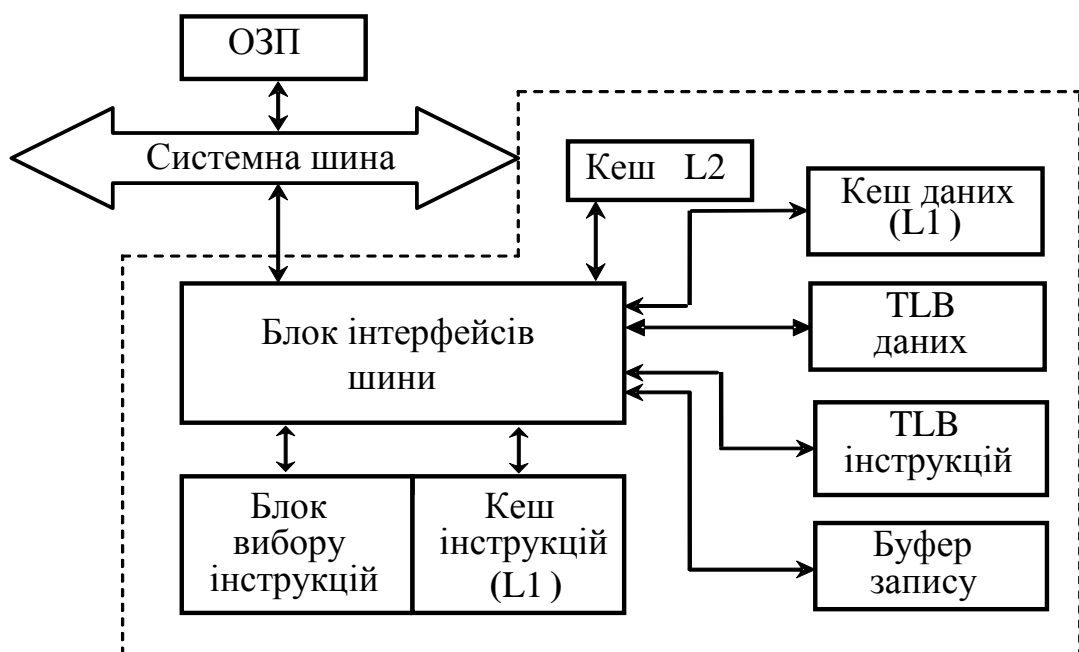 ОЗП
Системна шина
Кеш L2
Кеш даних
(L1)
Блок інтерфейсів
шини
TLB
даних
TLB
інструкцій
Блок
вибору
інструкцій
Кеш
інструкцій
(L1)
Буфер
запису